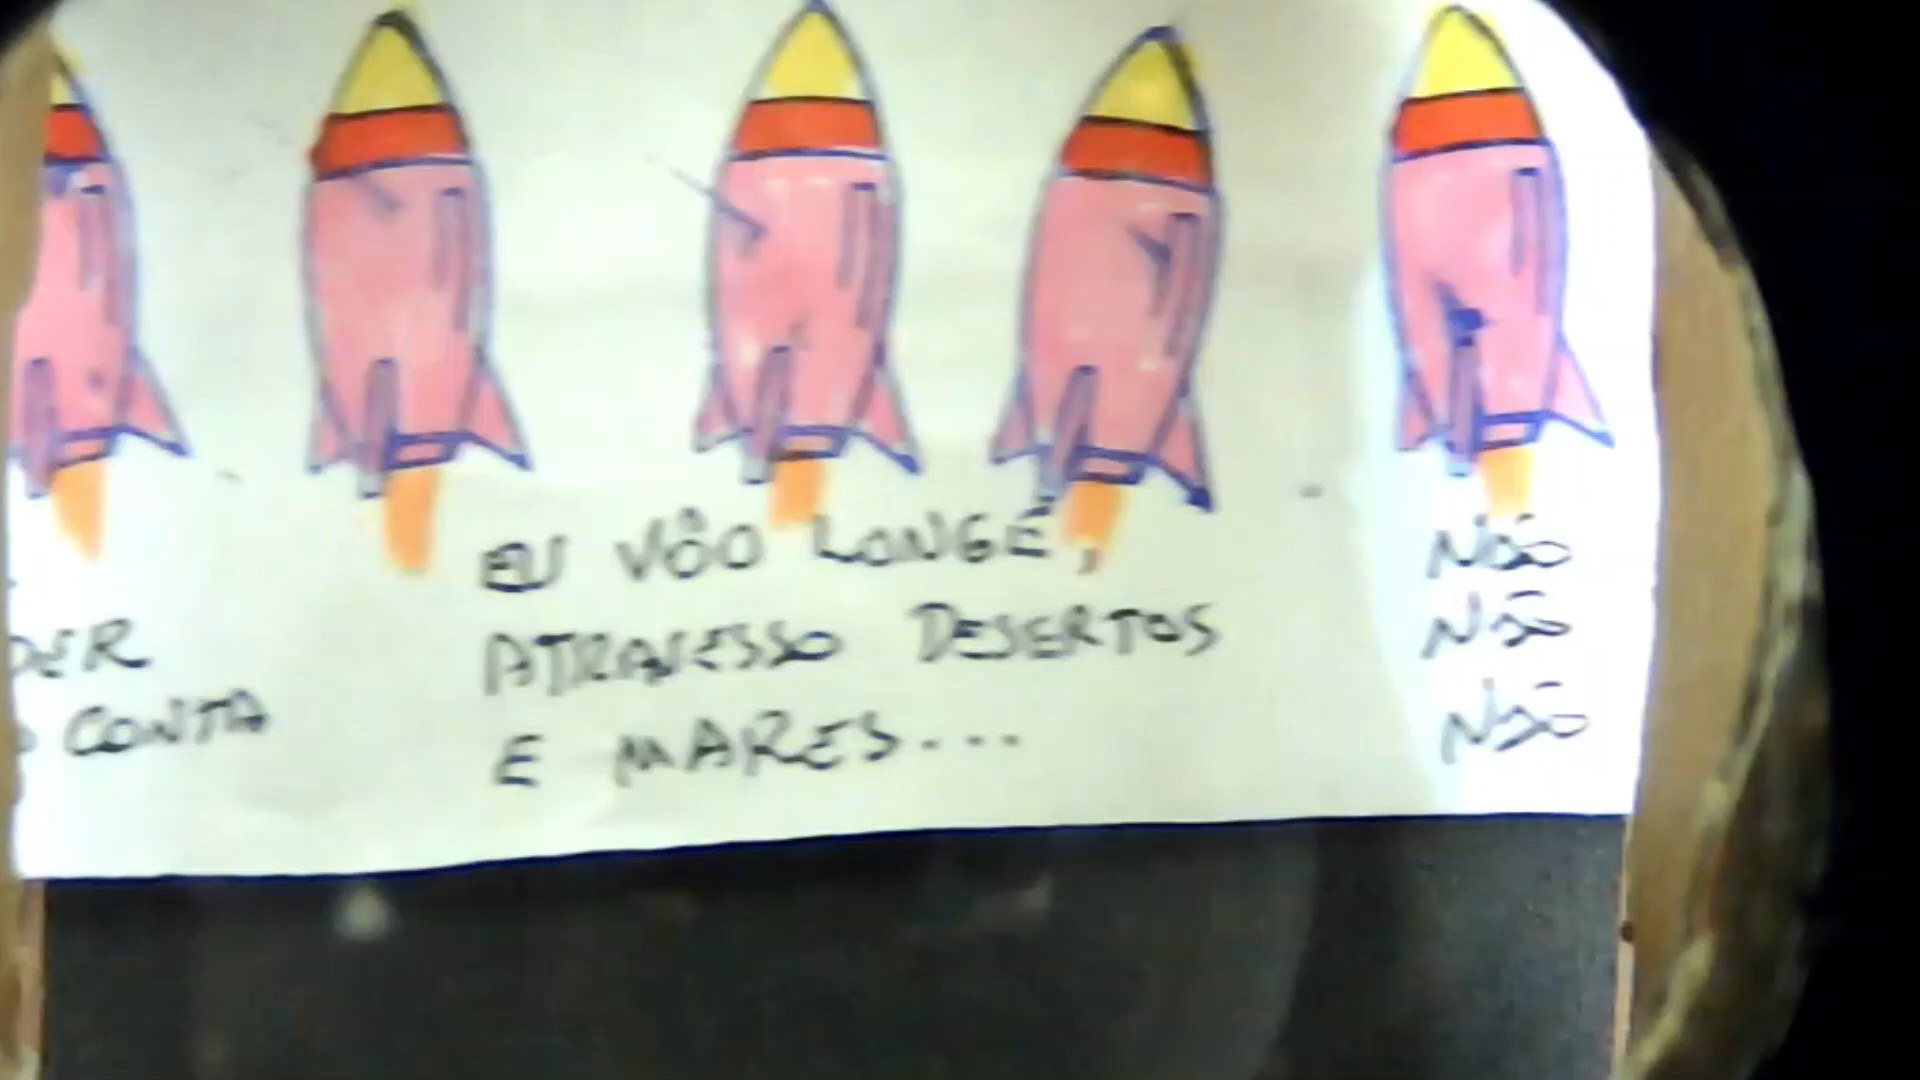 DER
CONTA
EU VÔO LONGE,
ATRAVESSO DESERTOS
E MARES...
NÃO
NÃO
NÃO